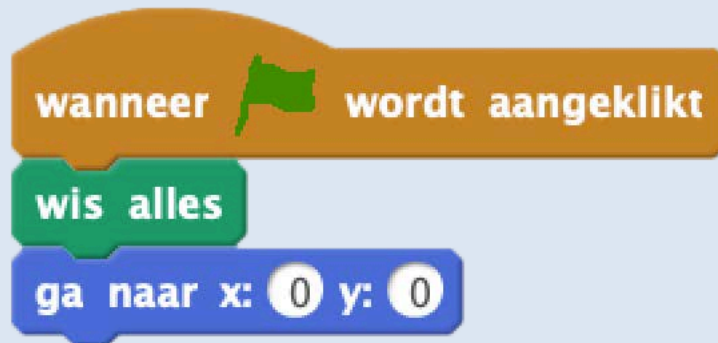 wanneer wordt aangeklikt
wis alles
ga naar x: 0 y: 0